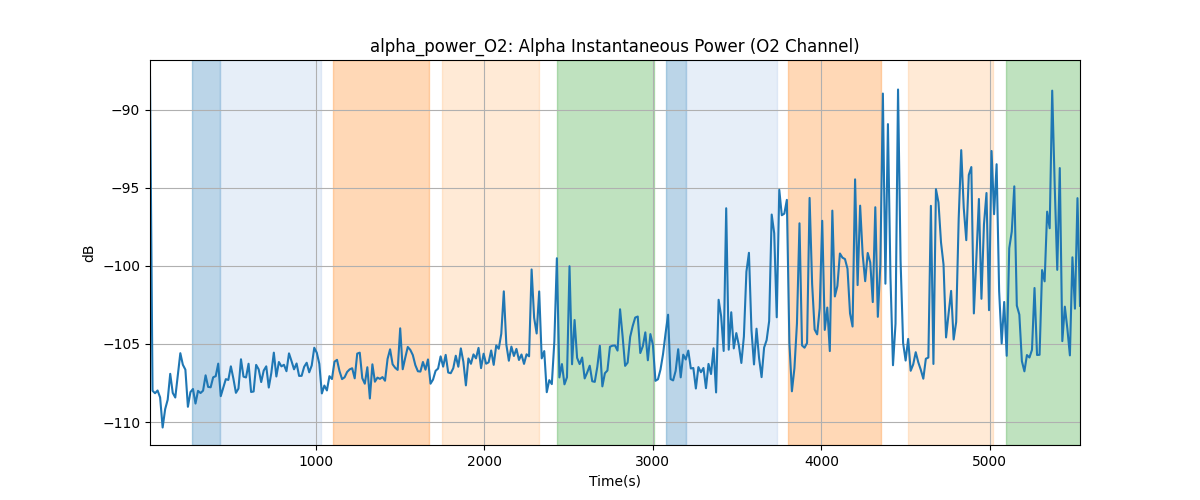 alpha_power_O2: Alpha Instantaneous Power (O2 Channel)
dB
−90
−95
−100
−105
−110
1000 2000 3000 4000 5000
Time(s)